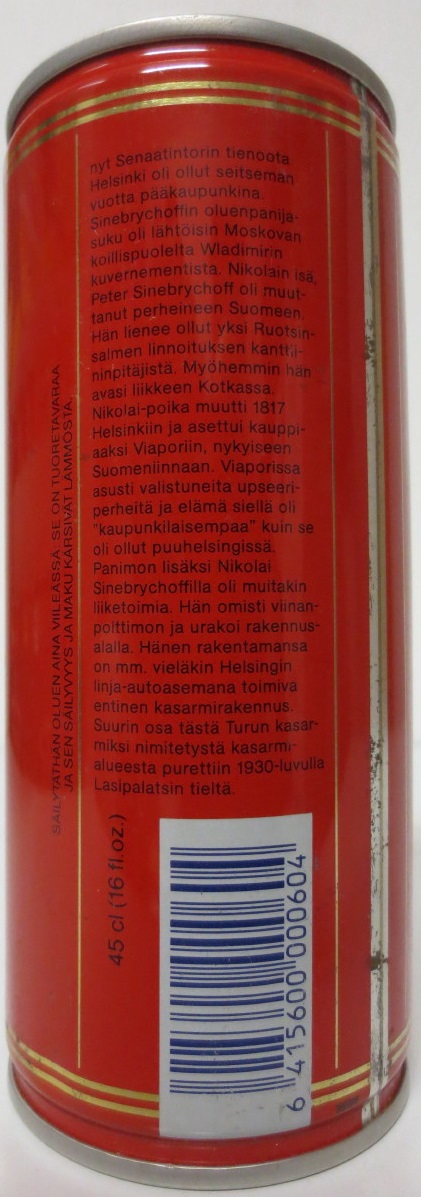 nyt Senaatintorin tienoota
Helsinki oli ollut seitsemän
vuotta pääkaupunkina.
Sinebrychoffin oluenpanija-
suku oli lähtöisin Moskovan
koillispuolelta Wladimirin
kuvernementista. Nikolain isä,
Peter Sinebrychoff oli muut-
tanut perheineen Suomeen.
Hän lienee ollut yksi Ruotsin-
salmen linnoituksen kanttii-
ninpitäjistä. Myöhemmin hän
avasi liikkeen Kotkassa.
Nikolai-poika muutti 1817
Helsinkiin ja asettui kauppi-
aaksi Viaporiin, nykyiseen
Suomenlinnaan. Viaporissa
asusti valistuneita upseeri-
perheitä ja elämä siellä oli
"kaupunkilaisempaa" kuin se
oli ollut puuhelsingissä.
Panimon lisäksi Nikolai
Sinebrychoffilla oli muitakin
liiketoimia. Hän omisti viinan-
polttimon ja urakoi rakennus-
alalla. Hänen rakentamansa
on mm. vieläkin Helsingin
linja-autoasemana toimiva
entinen kasarmirakennus.
Suurin osa tästä Turun kasar-
miksi nimitetystä kasarmi-
alueesta purettiin 1930-luvulla
Lasipalatsin tieltä.
SÄILYTÄTHÄN OLUEN AINA VIILEÄSSÄ. SE ON TUORETAVARAA
JA SEN SÄILYVYYS JA MAKU KÄRSIVÄT LÄMMÖSTÄ.
45 cl (16 fl.oz.)
6 415600 000604